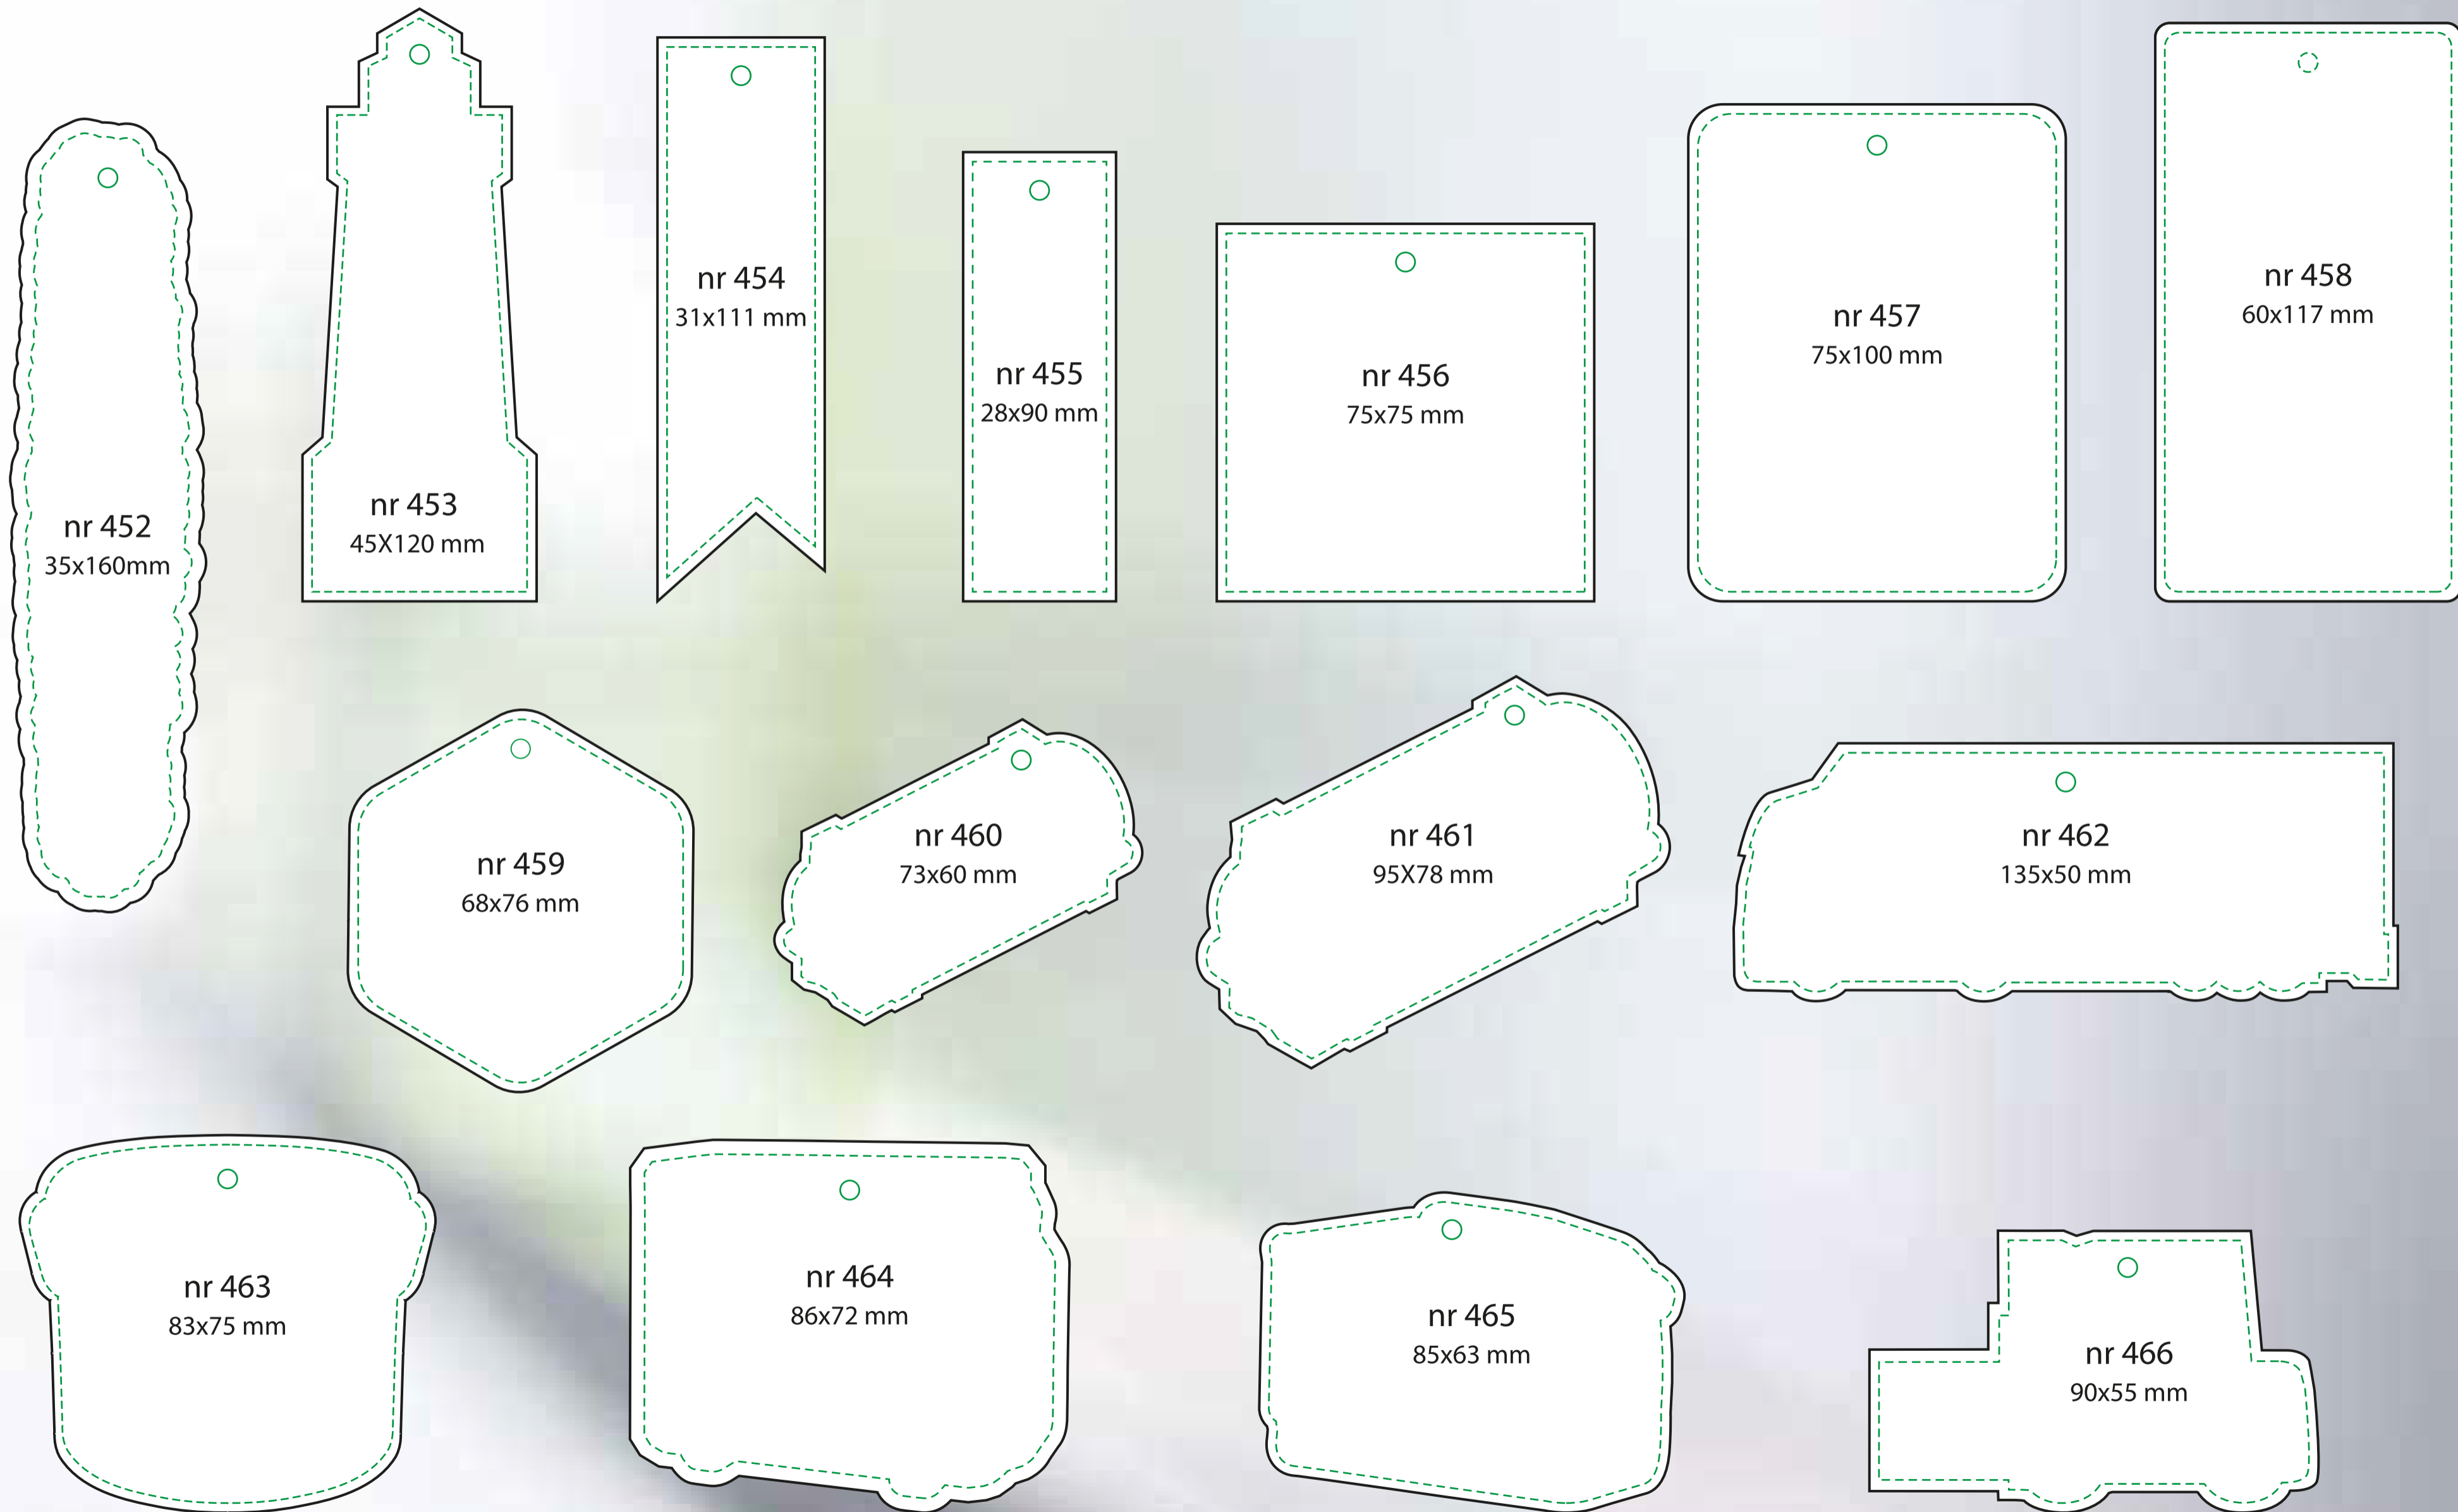 nr 452
35x160mm
nr 453
45X120 mm
nr 454
31x111 mm
nr 455
28x90 mm
nr 456
75x75 mm
nr 457
75x100 mm
nr 458
60x117 mm
nr 459
68x76 mm
nr 460
73x60 mm
nr 461
95X78 mm
nr 462
135x50 mm
nr 463
83x75 mm
nr 464
86x72 mm
nr 465
85x63 mm
nr 466
90x55 mm